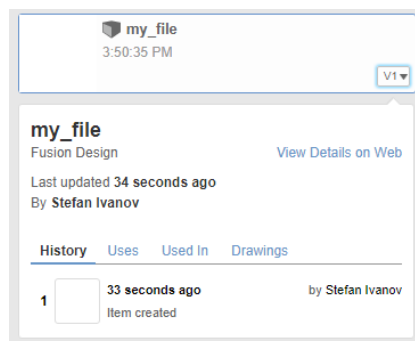 my_file
3:50:35 PM
V1
my_file
Fusion Design
View Details on Web
Last updated 34 seconds ago
By Stefan Ivanov
History Uses Used In Drawings
1
33 seconds ago
by Stefan Ivanov
Item created